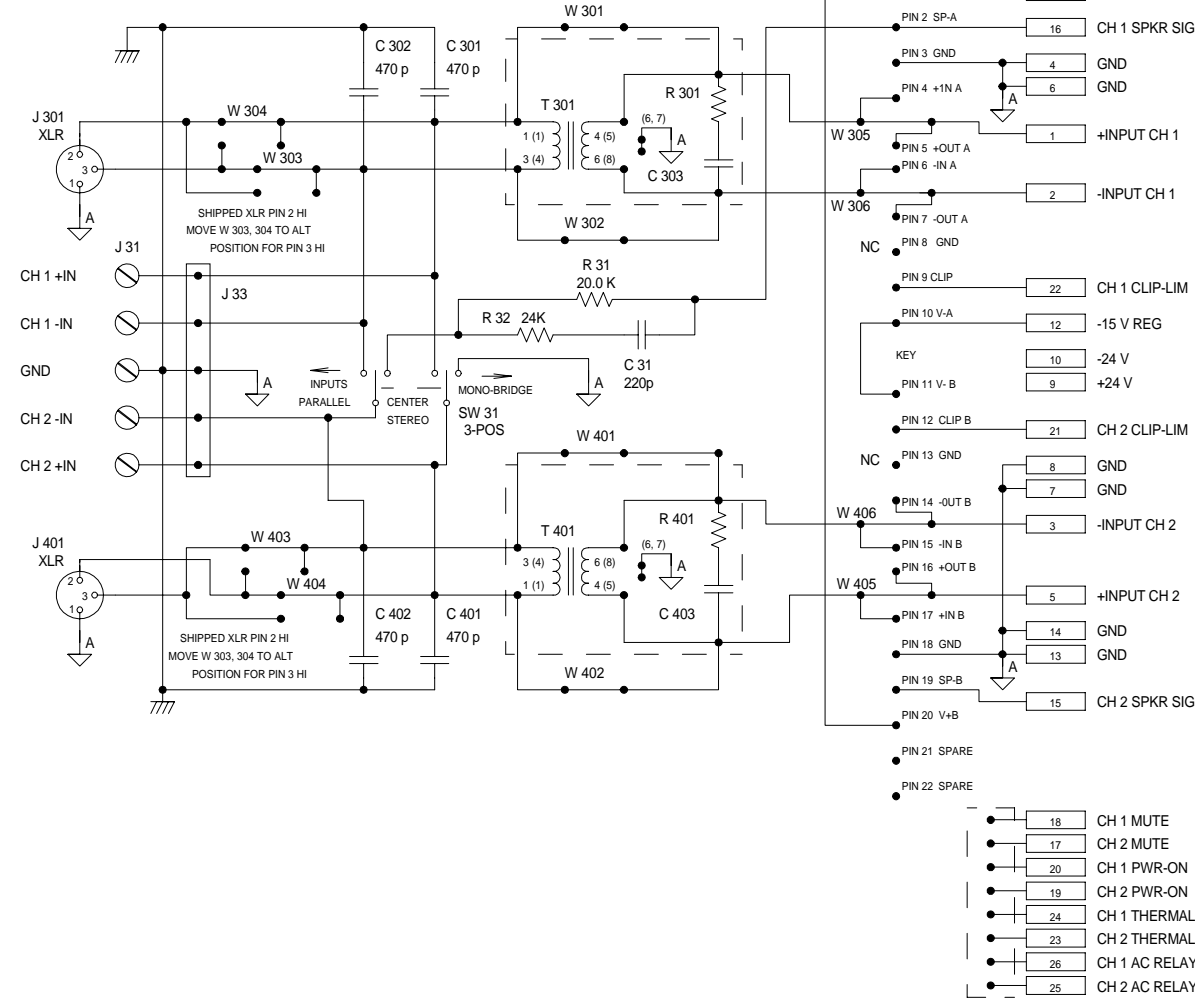 W 301
PIN 2 SP-A
16 CH 1 SPKR SIG
C 302
470 p
C 301
470 p
PIN 3 GND
4 GND
6 GND
A
PIN 4 +1N A
R 301
J 301
XLR
W 304
T 301
(6, 7)
A
W 305
1 +INPUT CH 1
2
3
1
W 303
1 (1)
3 (4)
4 (5)
6 (8)
PIN 5 +OUT A
PIN 6 -IN A
C 303
A
W 306
2 -INPUT CH 1
SHIPPED XLR PIN 2 HI
MOVE W 303, 304 TO ALT
POSITION FOR PIN 3 HI
W 302
PIN 7 -OUT A
NC
PIN 8 GND
J 31
CH 1 +IN
J 33
R 31
20.0 K
PIN 9 CLIP
22 CH 1 CLIP-LIM
CH 1 -IN
R 32 24K
PIN 10 V-A
12 -15 V REG
C 31
220p
KEY
10 -24 V
9 +24 V
GND
A
INPUTS
PARALLEL
CENTER
STEREO
MONO-BRIDGE
A
SW 31
3-POS
PIN 11 V- B
CH 2 -IN
PIN 12 CLIP B
21 CH 2 CLIP-LIM
W 401
CH 2 +IN
NC
PIN 13 GND
8 GND
7 GND
PIN 14 -0UT B
W 406
3 -INPUT CH 2
R 401
J 401
XLR
W 403
T 401
(6, 7)
A
PIN 15 -IN B
PIN 16 +OUT B
2
3
1
W 404
3 (4)
1 (1)
6 (8)
4 (5)
W 405
5 +INPUT CH 2
C 402
470 p
C 401
470 p
C 403
PIN 17 +IN B
A
14 GND
SHIPPED XLR PIN 2 HI
MOVE W 303, 304 TO ALT
POSITION FOR PIN 3 HI
PIN 18 GND
13 GND
A
W 402
PIN 19 SP-B
15 CH 2 SPKR SIG
PIN 20 V+B
PIN 21 SPARE
PIN 22 SPARE
18 CH 1 MUTE
17 CH 2 MUTE
20 CH 1 PWR-ON
19 CH 2 PWR-ON
24 CH 1 THERMAL
23 CH 2 THERMAL
26 CH 1 AC RELAY
25 CH 2 AC RELAY